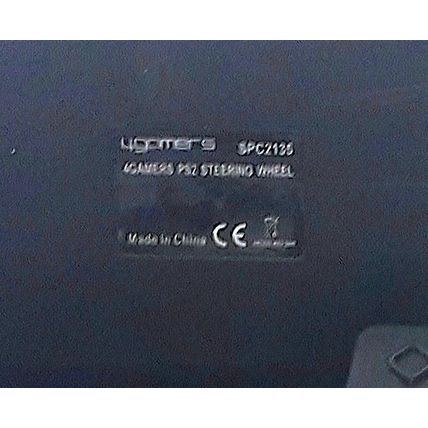 4gamers SPC2135
4GAMERS PS2 STEERING WHEEL
Made in China CE